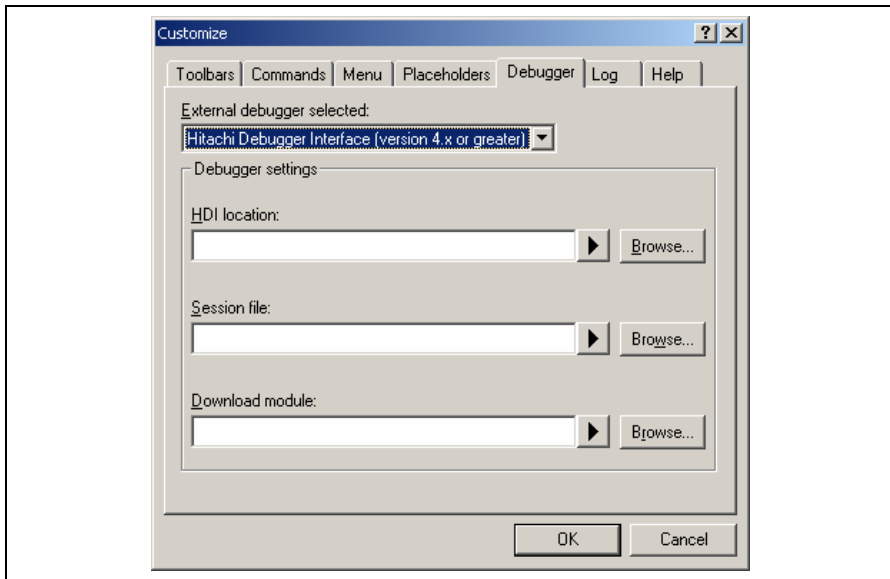 Customize
Toolbars Commands Menu Placeholders Debugger Log Help
External debugger selected:
Hitachi Debugger Interface (version 4.x or greater)
Debugger settings
HDI location:
Browse...
Session file:
Browse...
Download module:
Browse...
OK Cancel